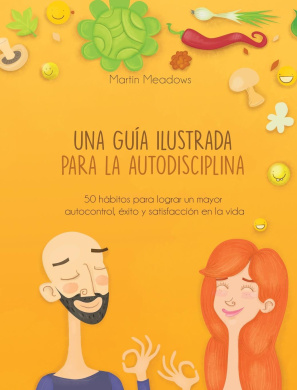 Martin Meadows
UNA GUÍA ILUSTRADA
PARA LA AUTODISCIPLINA
50 hábitos para lograr un mayor
autocontrol, éxito y satisfacción en la vida